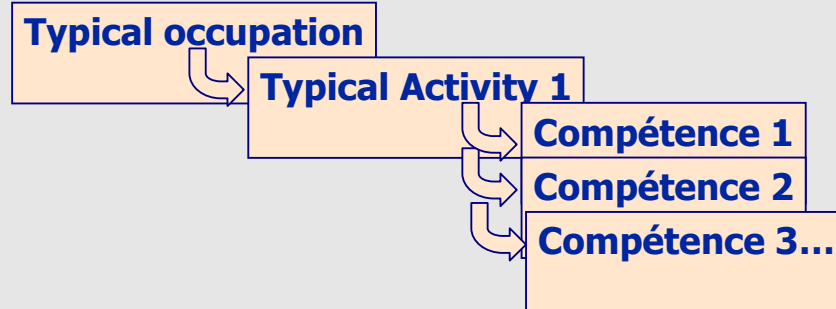 Typical occupation
Typical Activity 1
Compétence 1
Compétence 2
Compétence 3...